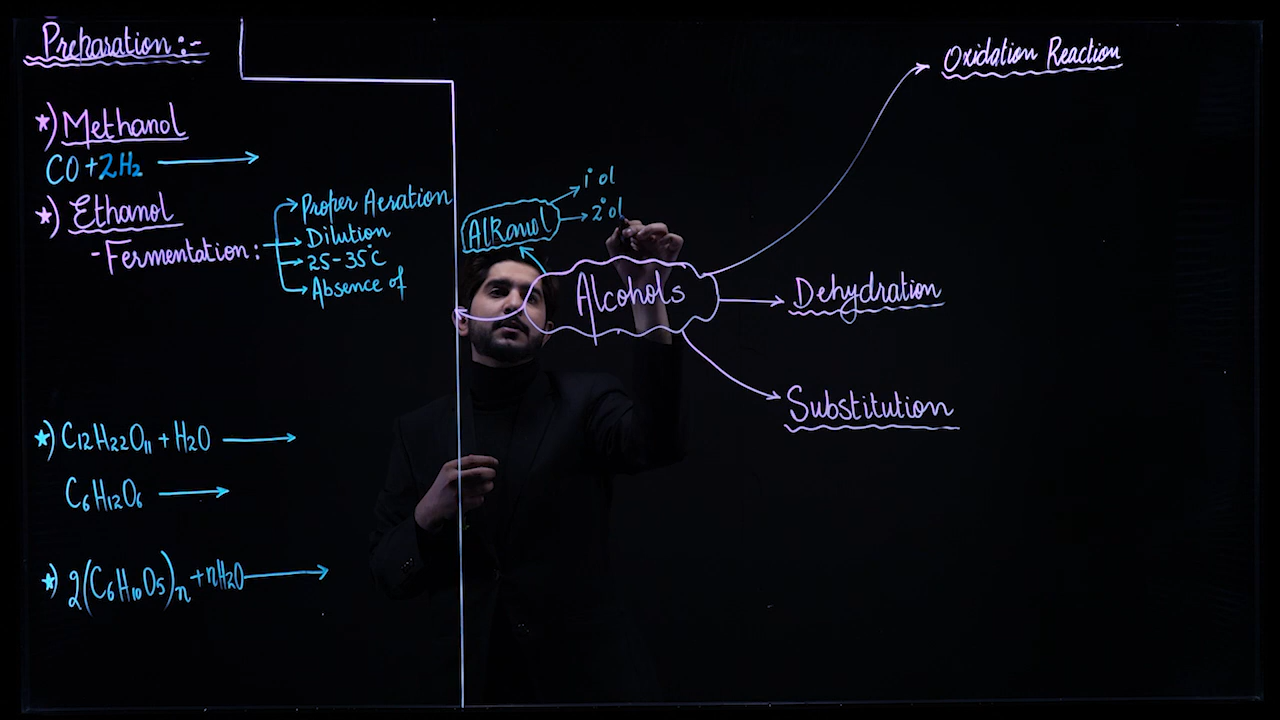 Preparation :-
*) Methanol
CO + 2H₂ →
*) Ethanol
- Fermentation :
→ Proper Aeration
→ Dilution
→ 25-35°C
→ Absence of
*) C₁₂H₂₂O₁₁ + H₂O →
C₆H₁₂O₆ →
*) 2(C₆H₁₀O₅)n + nH₂O →
Alkanol
→ 1° ol
→ 2° ol
Alcohols
Oxidation Reaction
Dehydration
Substitution